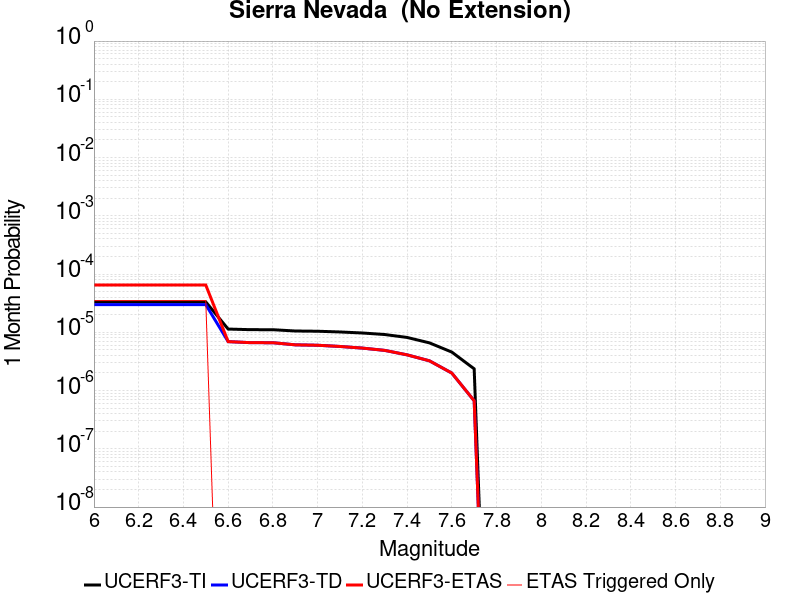 Sierra Nevada (No Extension)
10^0
10^-1
10^-2
10^-3
10^-4
10^-5
10^-6
10^-7
10^-8
1 Month Probability
6 6.2 6.4 6.6 6.8 7 7.2 7.4 7.6 7.8 8 8.2 8.4 8.6 8.8 9
Magnitude
UCERF3-TI UCERF3-TD UCERF3-ETAS ETAS Triggered Only